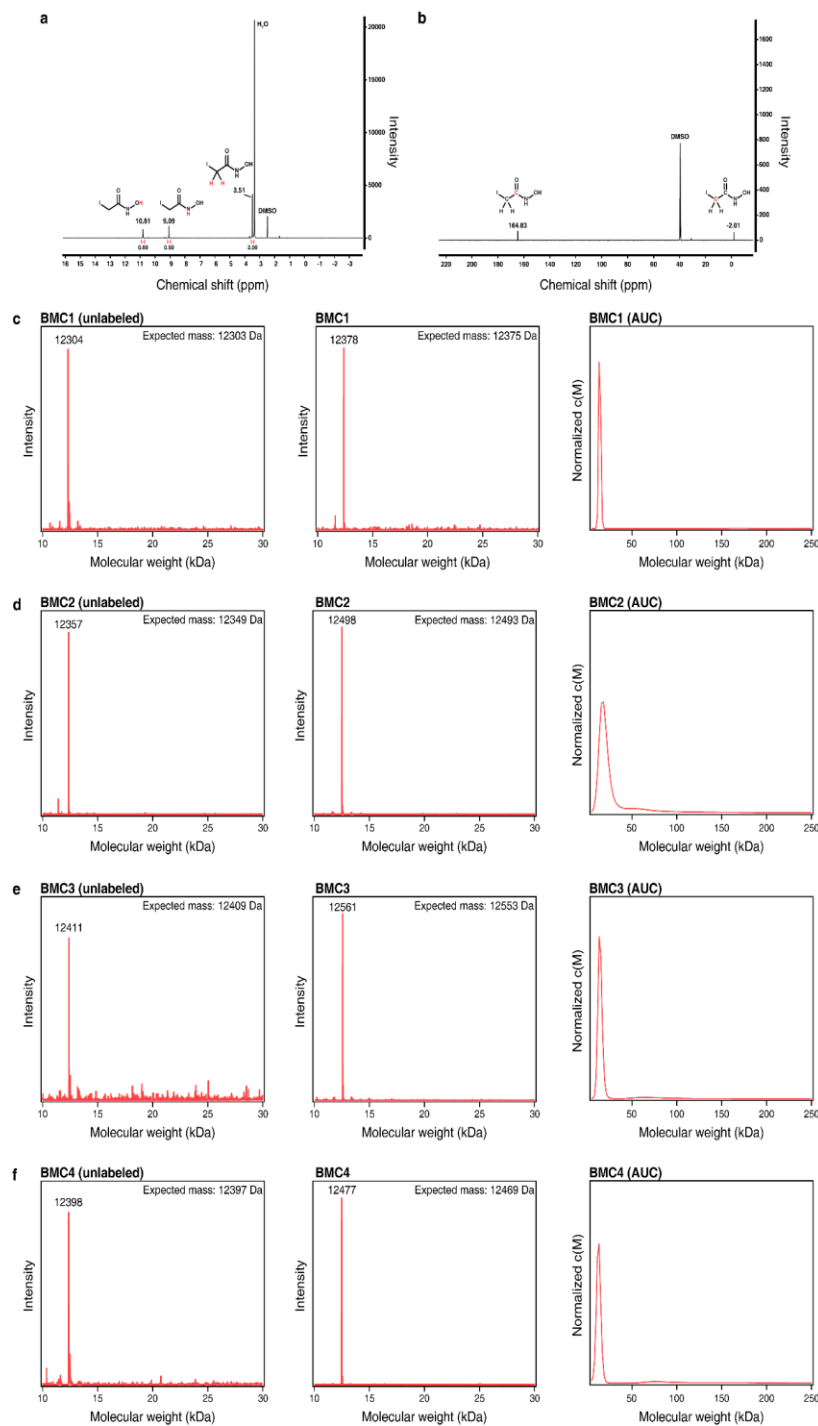 a
b
H₂O
20000
15000
10000
5000
0
Intensity
I
O
N
H
OH
H
H
3.51
I
O
N
H
OH
10.81
I
O
N
H
OH
9.09
DMSO
2.00
16 15 14 13 12 11 10 9 8 7 6 5 4 3 2 1 0 -1 -2 -3
Chemical shift (ppm)
1600
1400
1200
1000
800
600
400
200
0
Intensity
DMSO
I
C
O
C
N
H
OH
H
H
164.83
I
C
O
C
N
H
OH
H
H
-2.01
220 200 180 160 140 120 100 80 60 40 20 0
Chemical shift (ppm)
c
BMC1 (unlabeled)
12304
Expected mass: 12303 Da
Intensity
10 15 20 25 30
Molecular weight (kDa)
BMC1
12378
Expected mass: 12375 Da
Intensity
10 15 20 25 30
Molecular weight (kDa)
BMC1 (AUC)
Normalized c(M)
50 100 150 200 250
Molecular weight (kDa)
d
BMC2 (unlabeled)
12357
Expected mass: 12349 Da
Intensity
10 15 20 25 30
Molecular weight (kDa)
BMC2
12498
Expected mass: 12493 Da
Intensity
10 15 20 25 30
Molecular weight (kDa)
BMC2 (AUC)
Normalized c(M)
50 100 150 200 250
Molecular weight (kDa)
e
BMC3 (unlabeled)
12411
Expected mass: 12409 Da
Intensity
10 15 20 25 30
Molecular weight (kDa)
BMC3
12561
Expected mass: 12553 Da
Intensity
10 15 20 25 30
Molecular weight (kDa)
BMC3 (AUC)
Normalized c(M)
50 100 150 200 250
Molecular weight (kDa)
f
BMC4 (unlabeled)
12398
Expected mass: 12397 Da
Intensity
10 15 20 25 30
Molecular weight (kDa)
BMC4
12477
Expected mass: 12469 Da
Intensity
10 15 20 25 30
Molecular weight (kDa)
BMC4 (AUC)
Normalized c(M)
50 100 150 200 250
Molecular weight (kDa)